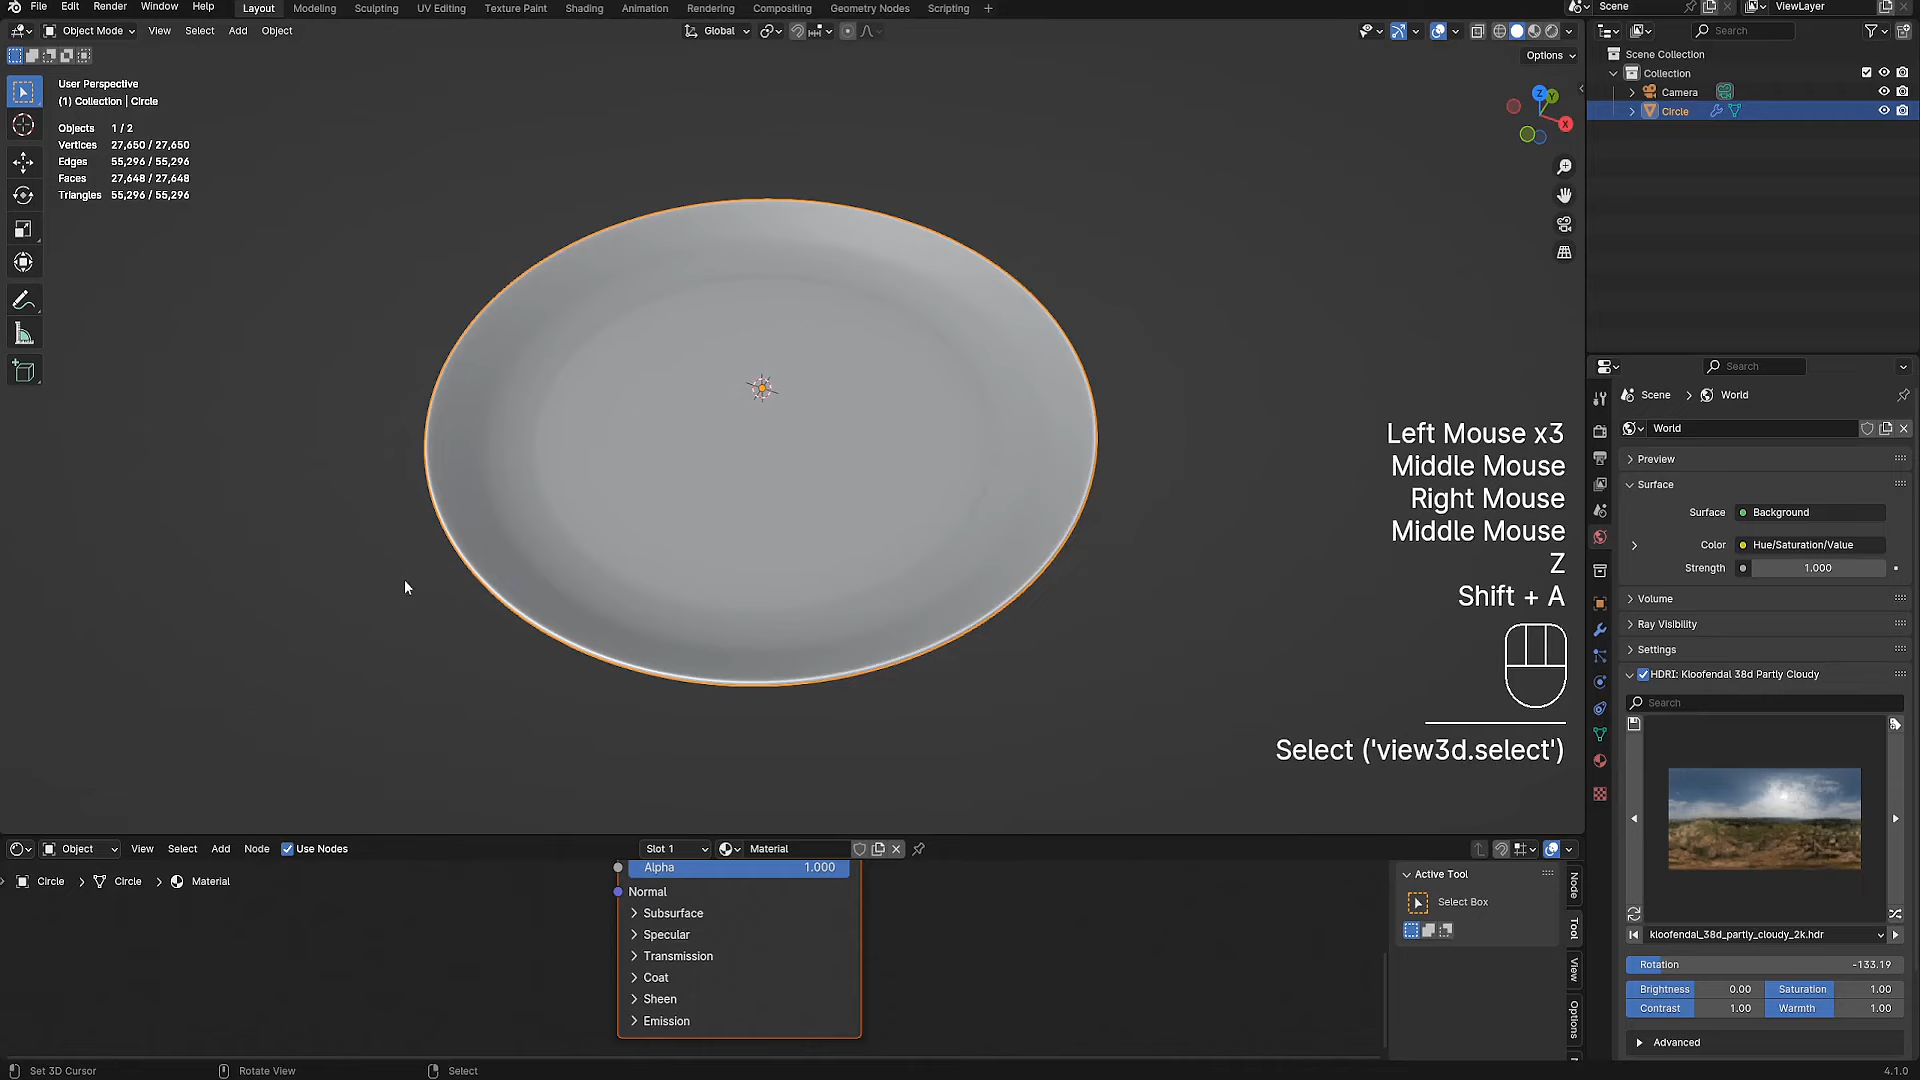 File Edit Render Window Help Layout Modeling Sculpting UV Editing Texture Paint Shading Animation Rendering Compositing Geometry Nodes Scripting + Scene ViewLayer
Object Mode View Select Add Object Global Search
Options
User Perspective
(1) Collection | Circle
Objects 1 / 2
Vertices 27,650 / 27,650
Edges 55,296 / 55,296
Faces 27,648 / 27,648
Triangles 55,296 / 55,296
Z
Y
X
Left Mouse x3
Middle Mouse
Right Mouse
Middle Mouse
Z
Shift + A
Select ('view3d.select')
Scene Collection
Collection
Camera
Circle
Search
Scene > World
World
Preview
Surface
Surface Background
Color Hue/Saturation/Value
Strength 1.000
Volume
Ray Visibility
Settings
HDRI: Kloofendal 38d Partly Cloudy
Search
kloofendal_38d_partly_cloudy_2k.hdr
Rotation -133.19
Brightness 0.00 Saturation 1.00
Contrast 1.00 Warmth 1.00
Advanced
Object View Select Add Node Use Nodes Slot 1 Material
Circle > Circle > Material
Alpha 1.000
Normal
Subsurface
Specular
Transmission
Coat
Sheen
Emission
Active Tool
Select Box
Node
Tool
View
Options
Set 3D Cursor Rotate View Select 4.1.0